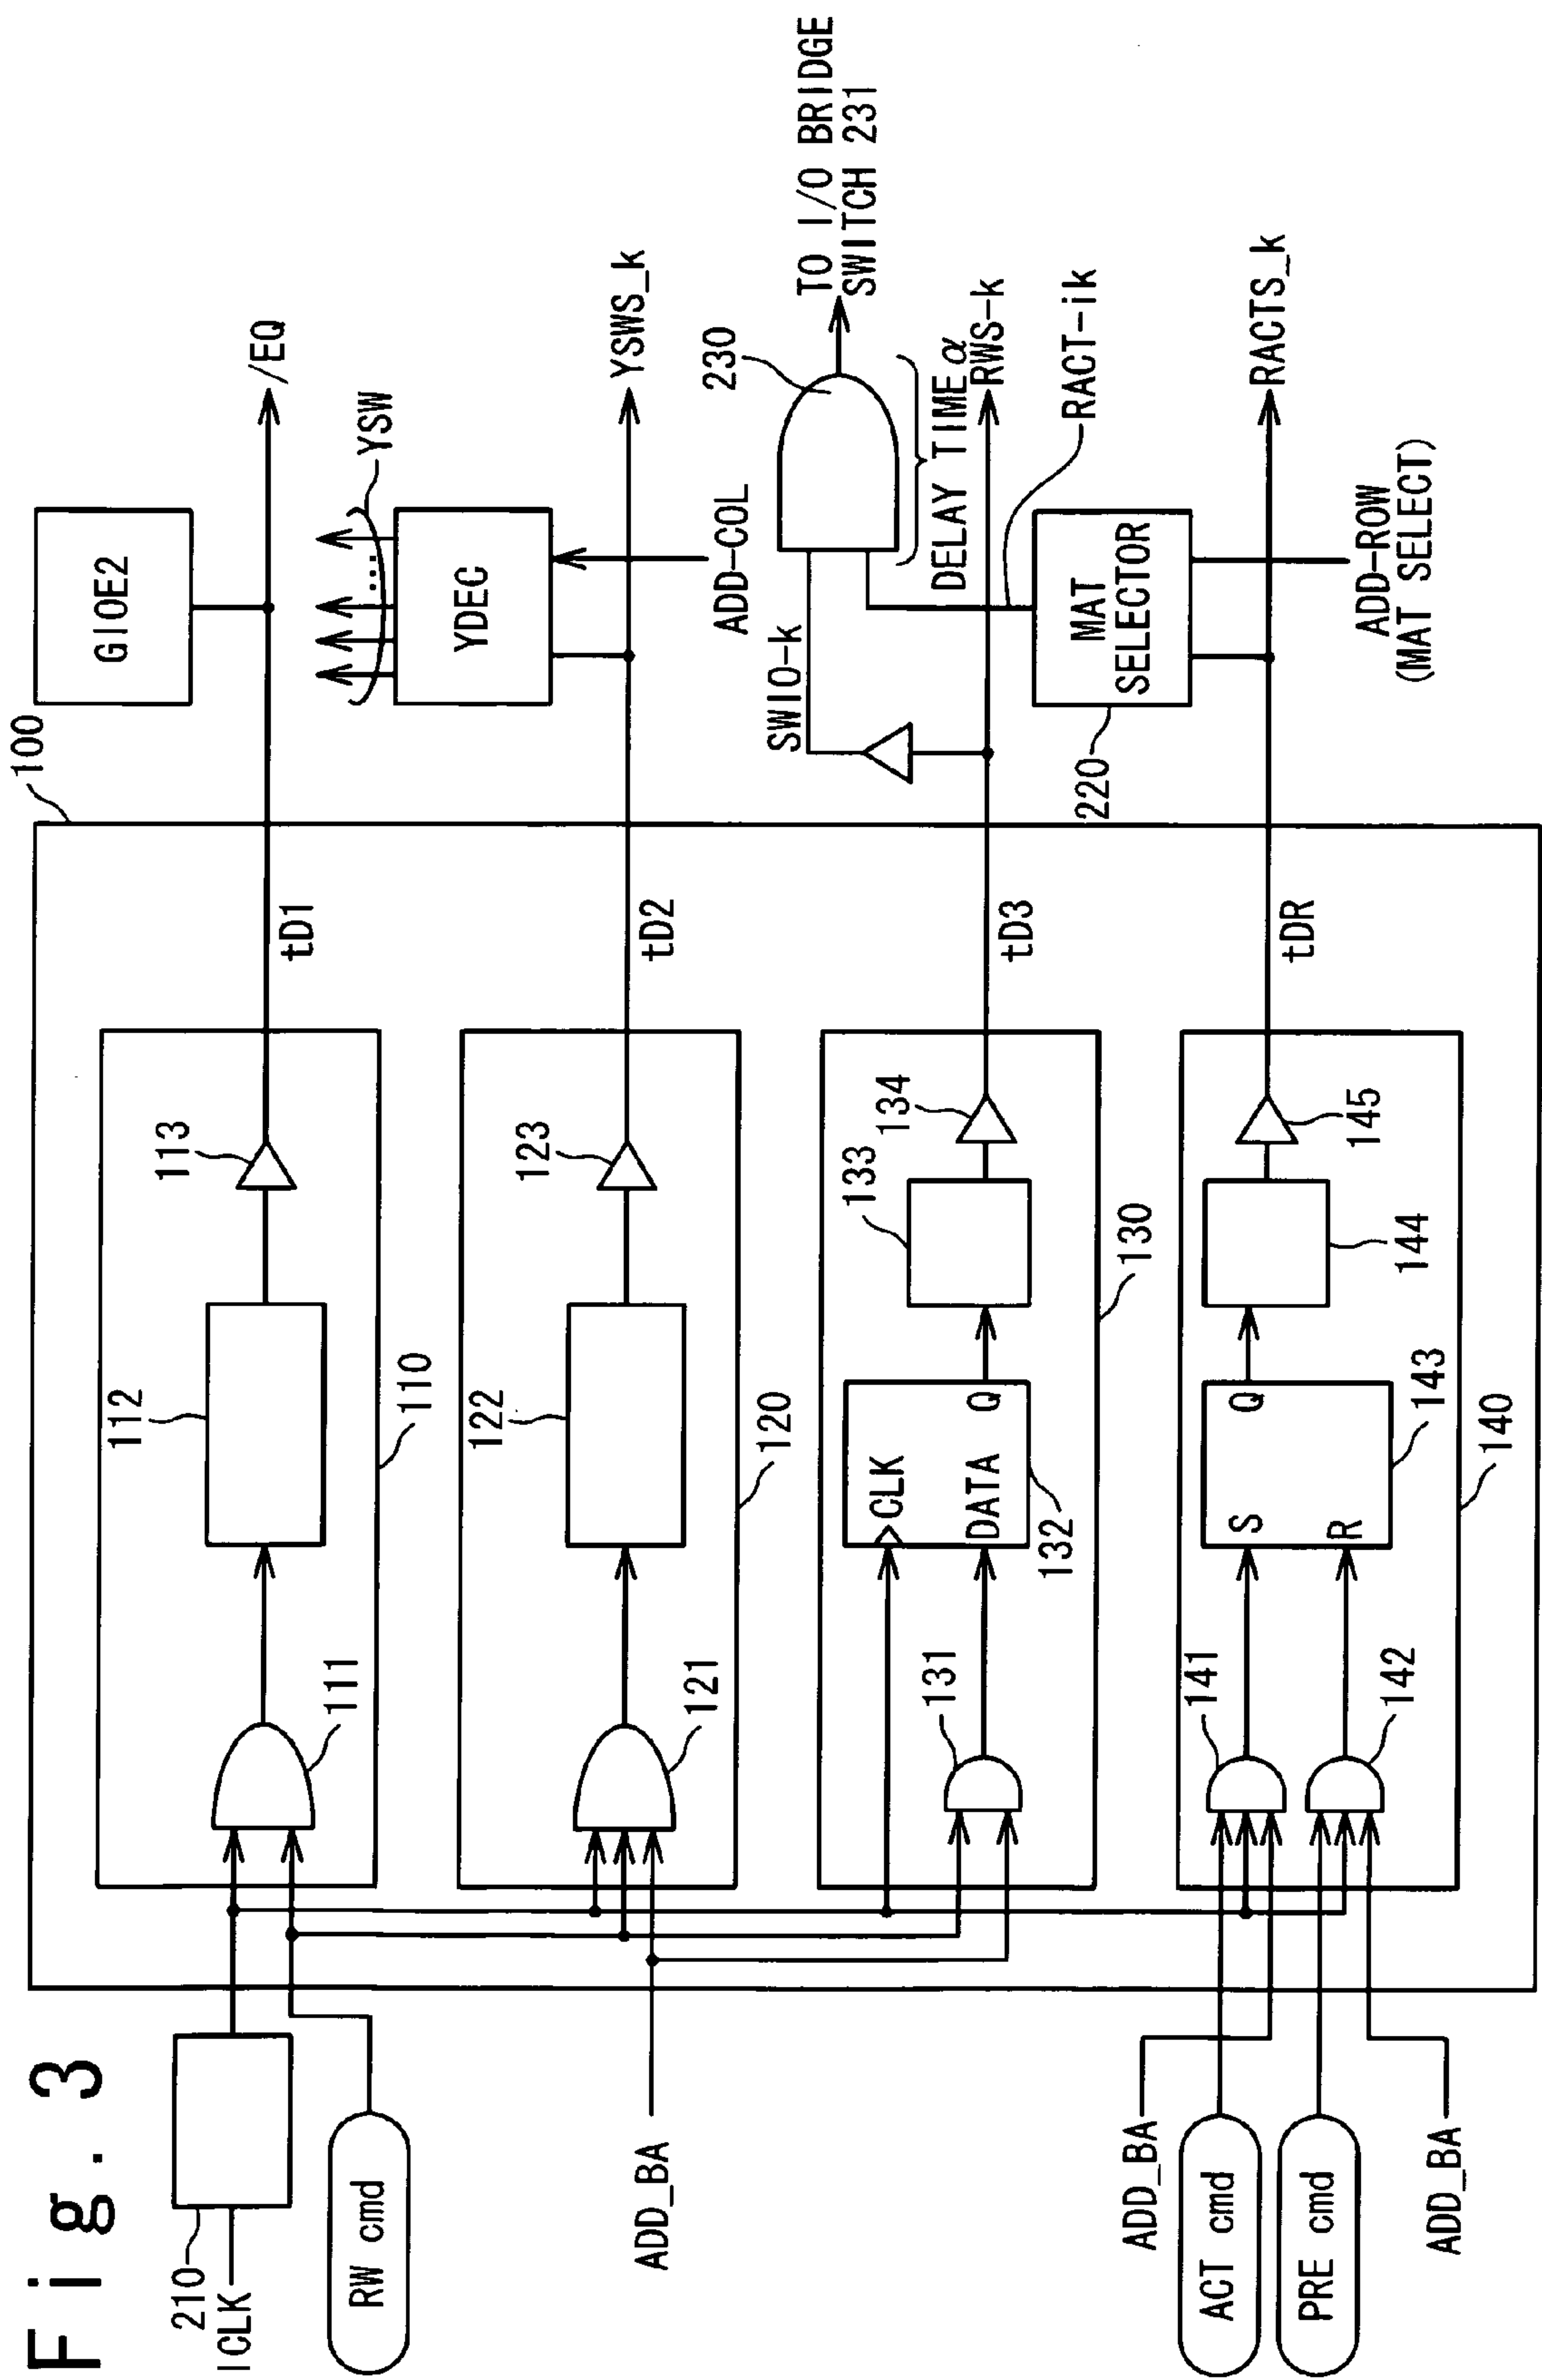 Fig. 3
100
GIOE2
/EQ
YSW
YDEC
YSWS_k
ADD-COL
230
TO I/O BRIDGE
SWITCH 231
SWIO-k
DELAY TIME α
RWS-k
RACT-ik
MAT
SELECTOR
220
RACTS_k
ADD-ROW
(MAT SELECT)
tD1
tD2
tD3
tDR
113
112
111
110
123
122
121
120
134
133
CLK
DATA
Q
132
131
130
145
144
S
R
Q
143
141
142
140
210
ICLK
RW cmd
ADD_BA
ADD_BA
ACT cmd
PRE cmd
ADD_BA